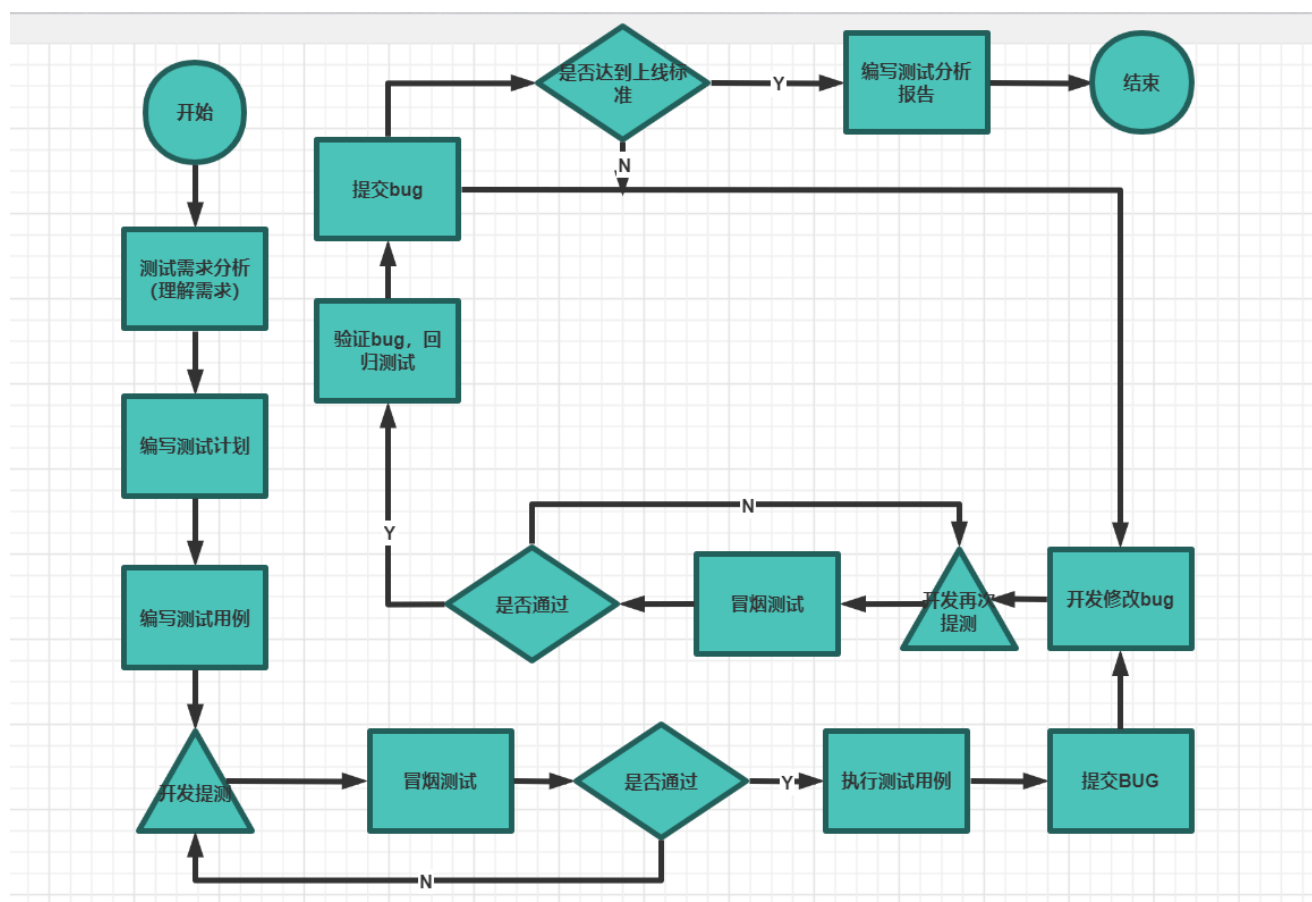 开始
测试需求分析
(理解需求)
编写测试计划
编写测试用例
开发提测
冒烟测试
是否通过
Y
N
执行测试用例
提交BUG
开发修改bug
开发再次
提测
冒烟测试
是否通过
N
Y
验证bug，回
归测试
提交bug
是否达到上线标
准
N
Y
编写测试分析
报告
结束